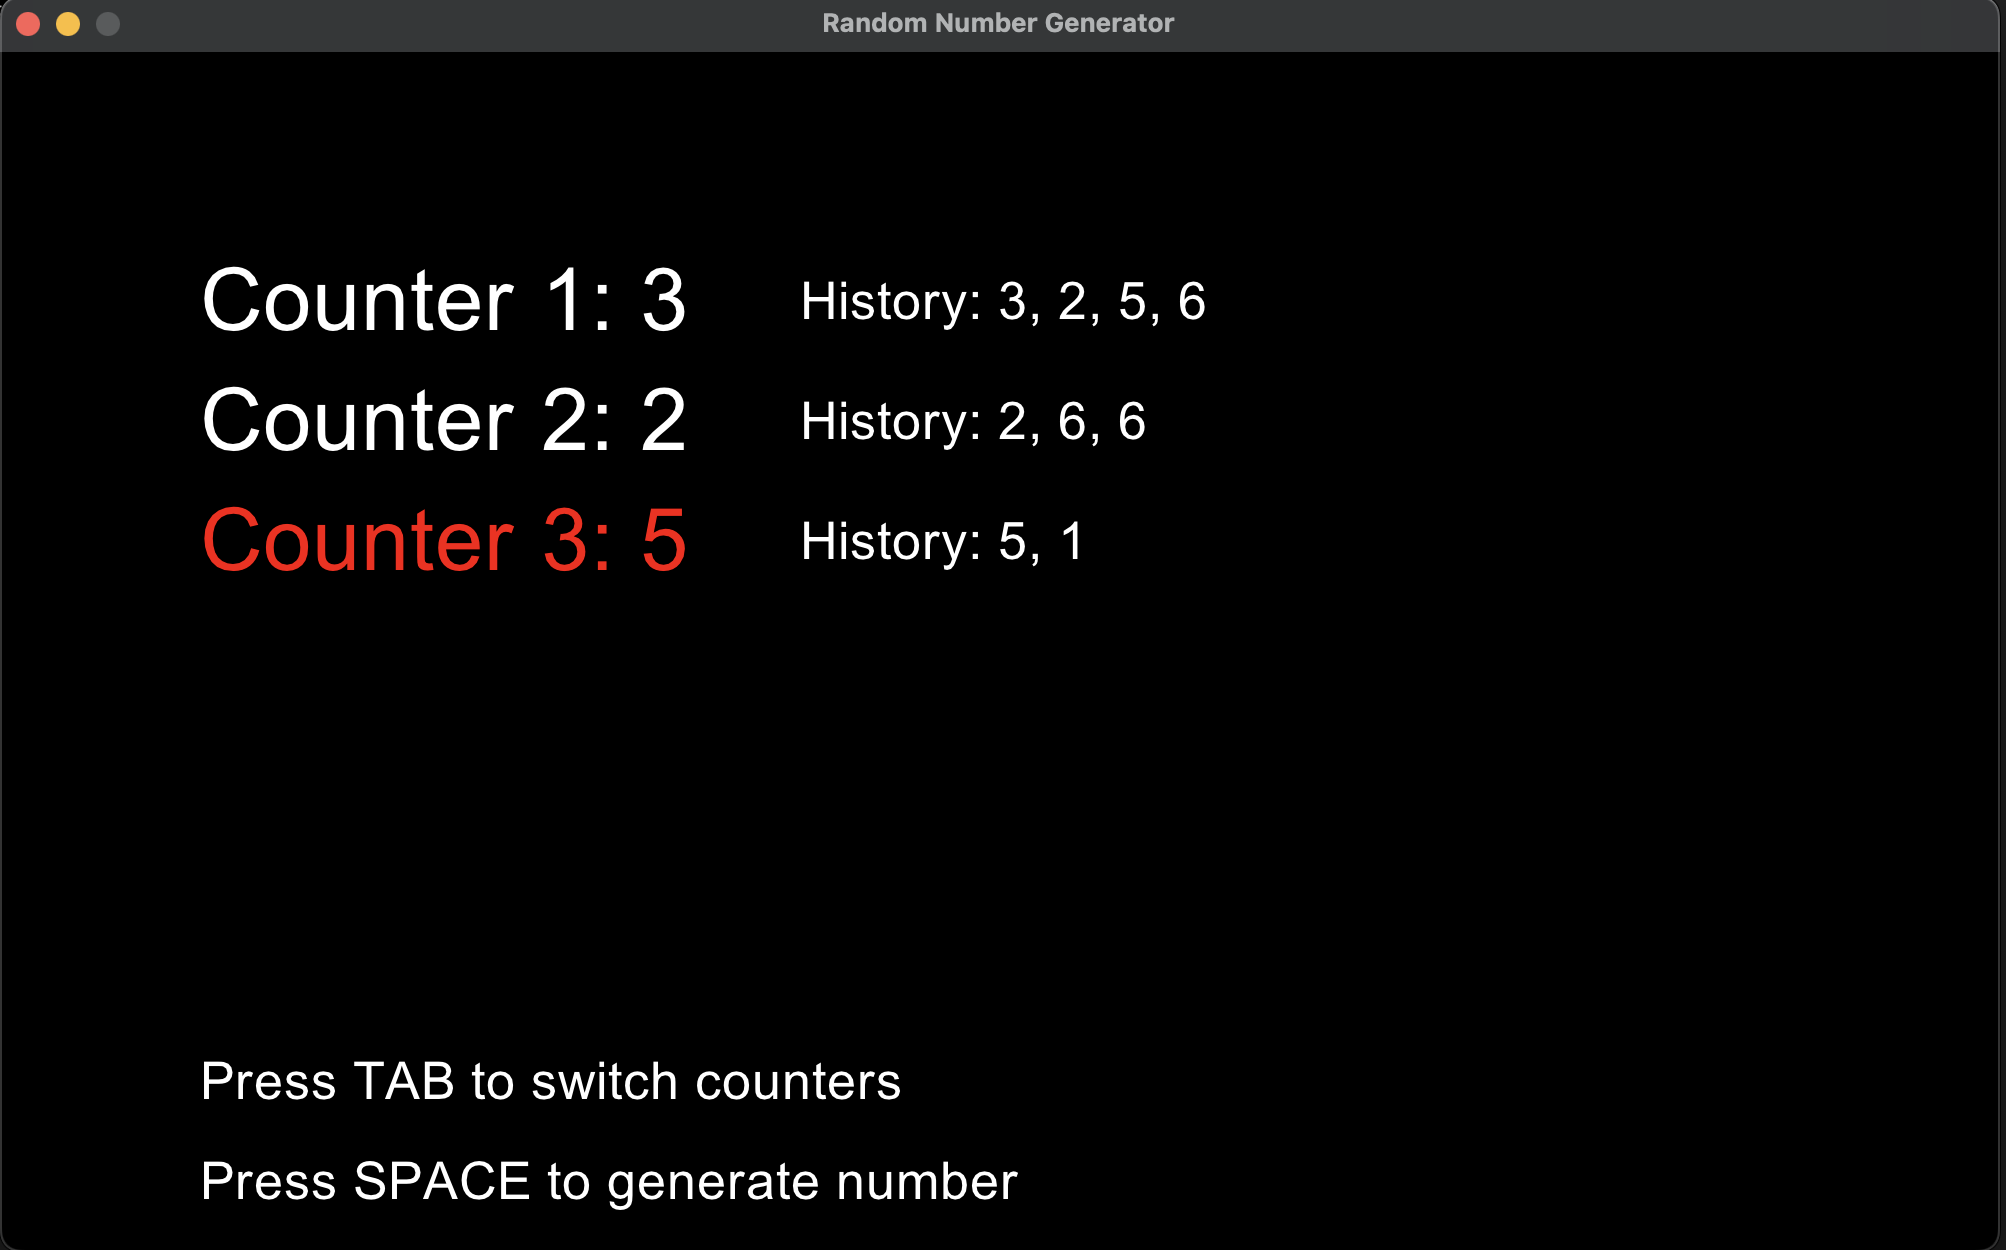 Random Number Generator
Counter 1: 3 History: 3, 2, 5, 6
Counter 2: 2 History: 2, 6, 6
Counter 3: 5 History: 5, 1
Press TAB to switch counters
Press SPACE to generate number